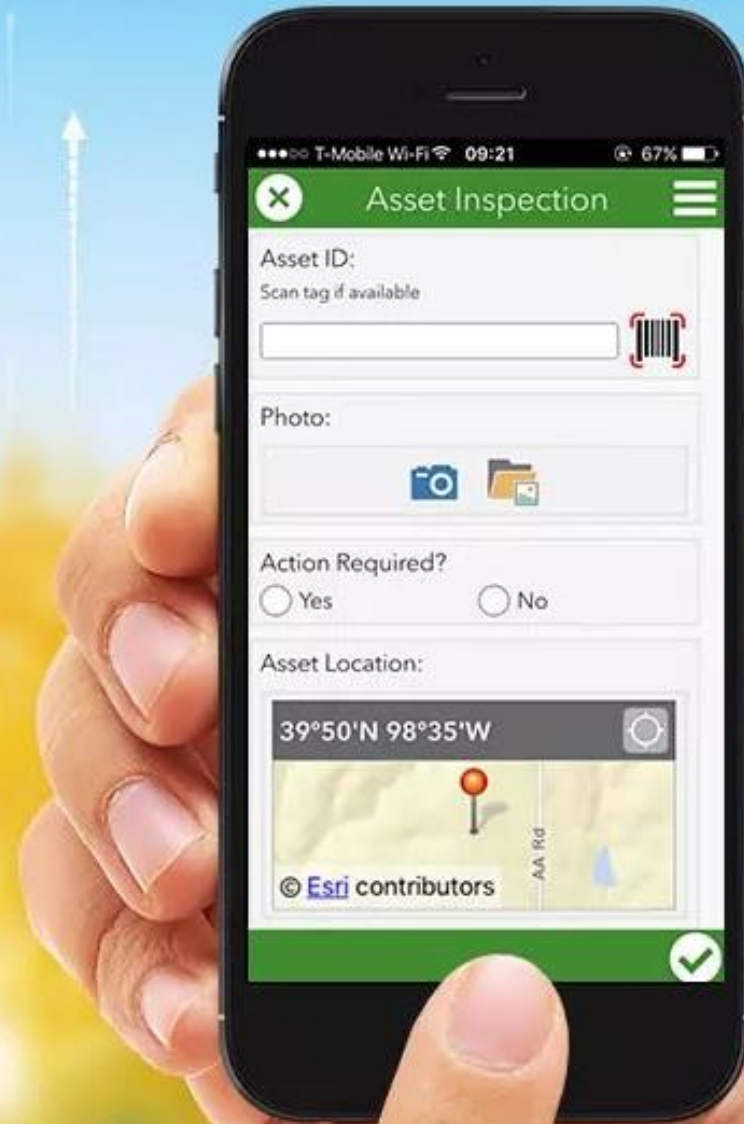 T-Mobile Wi-Fi 09:21 67%
Asset Inspection
Asset ID:
Scan tag if available
Photo:
Action Required?
Yes No
Asset Location:
39°50'N 98°35'W
AA Rd
© Esri contributors